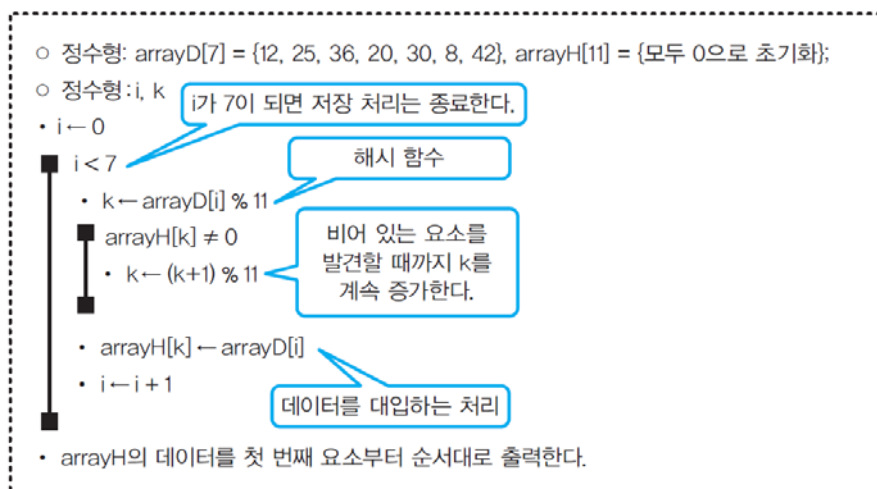 ○ 정수형: arrayD[7] = {12, 25, 36, 20, 30, 8, 42}, arrayH[11] = {모두 0으로 초기화};
○ 정수형: i, k
i가 7이 되면 저장 처리는 종료한다.
• i ← 0
i < 7
해시 함수
• k ← arrayD[i] % 11
arrayH[k] ≠ 0
• k ← (k+1) % 11
비어 있는 요소를
발견할 때까지 k를
계속 증가한다.
• arrayH[k] ← arrayD[i]
• i ← i + 1
데이터를 대입하는 처리
• arrayH의 데이터를 첫 번째 요소부터 순서대로 출력한다.